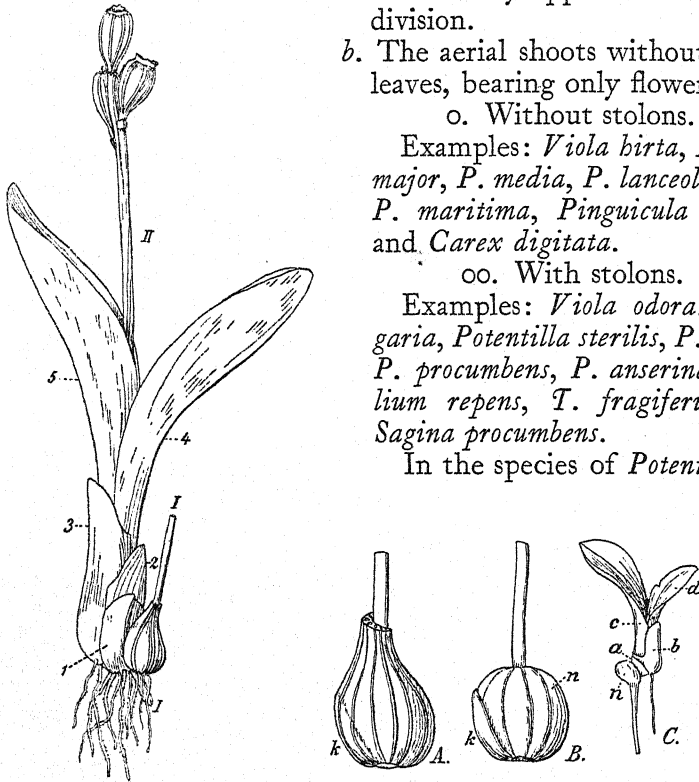 division.
b. The aerial shoots without
leaves, bearing only flowe
o. Without stolons.
Examples: Viola hirta,
major, P. media, P. lanceol
P. maritima, Pinguicula
and Carex digitata.
oo. With stolons.
Examples: Viola odora
garia, Potentilla sterilis, P.
P. procumbens, P. anserina
lium repens, T. fragifer
Sagina procumbens.
In the species of Potent
II
5
4
3
I
2
1
I
k
A.
n
k
B.
d
c
a
b
n
C.